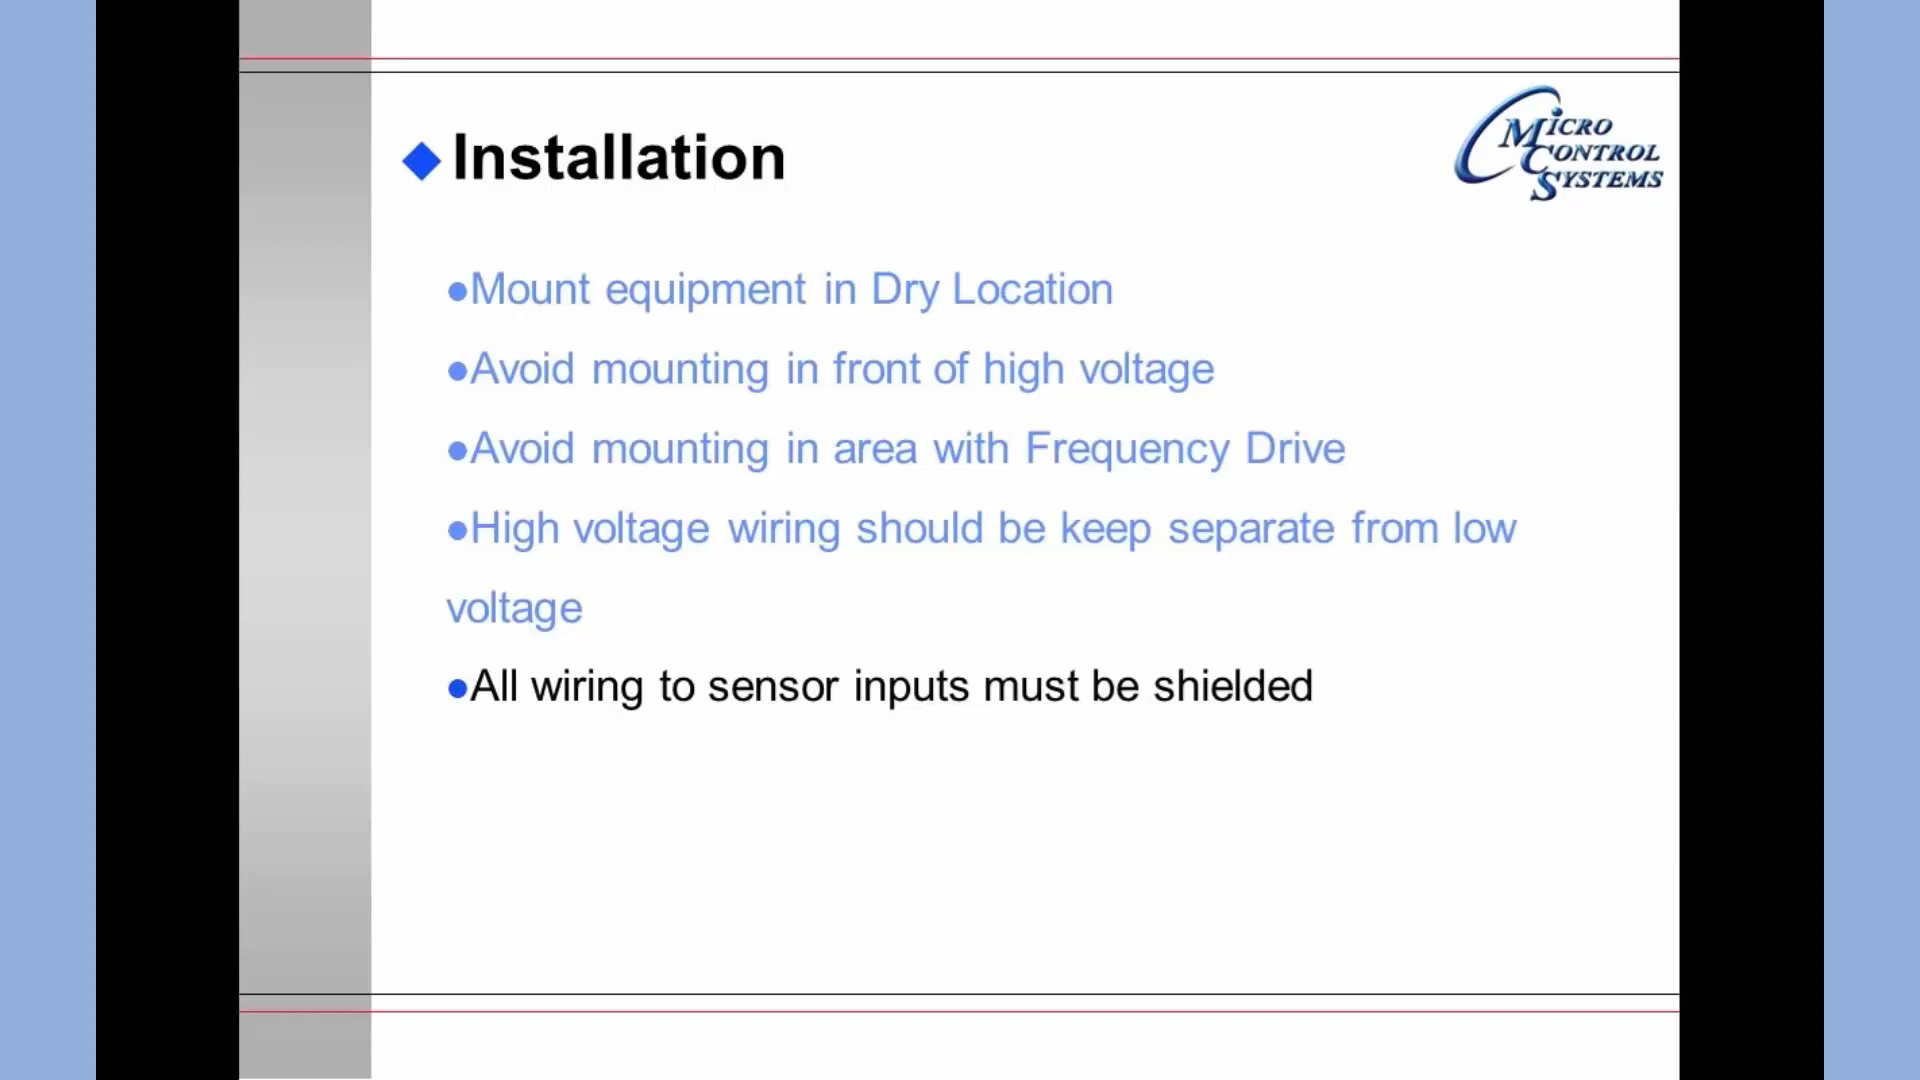 ◆Installation
MICRO
CONTROL
SYSTEMS
●Mount equipment in Dry Location
●Avoid mounting in front of high voltage
●Avoid mounting in area with Frequency Drive
●High voltage wiring should be keep separate from low
voltage
●All wiring to sensor inputs must be shielded